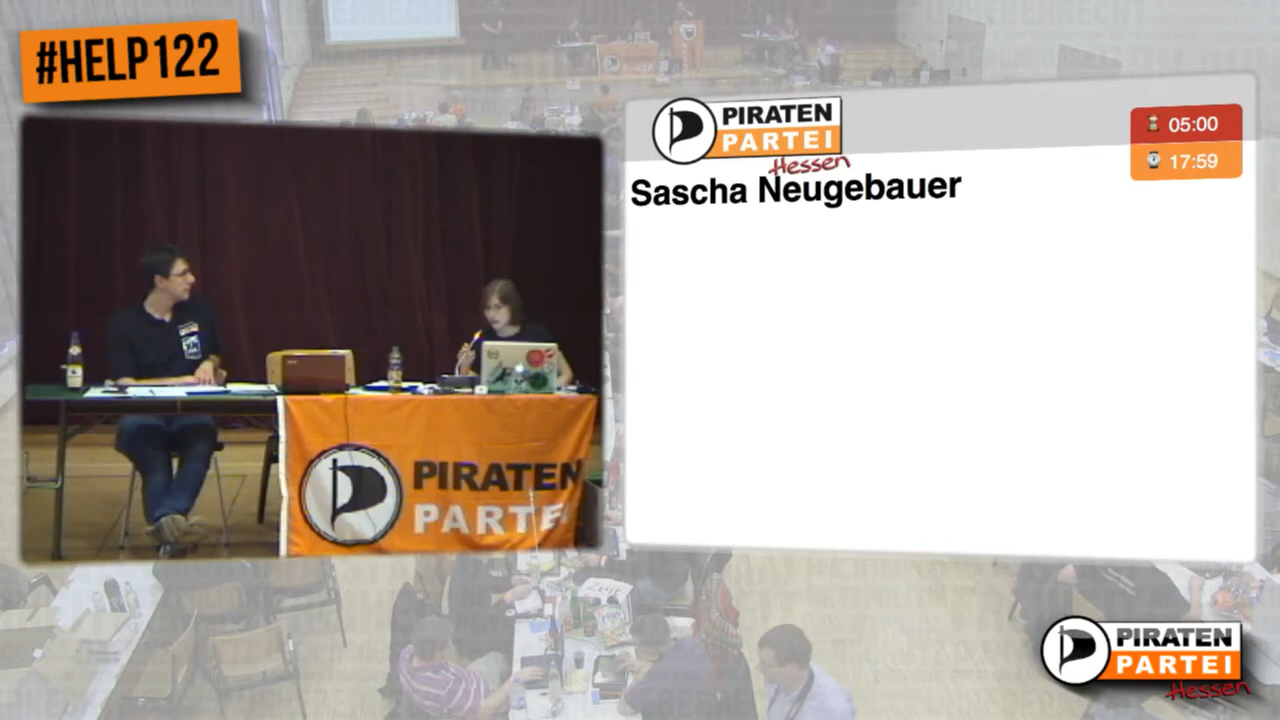 #HELP122
PIRATEN
PARTEI
Hessen
05:00
17:59
Sascha Neugebauer
PIRATEN
PARTEI
PIRATEN
PARTEI
Hessen